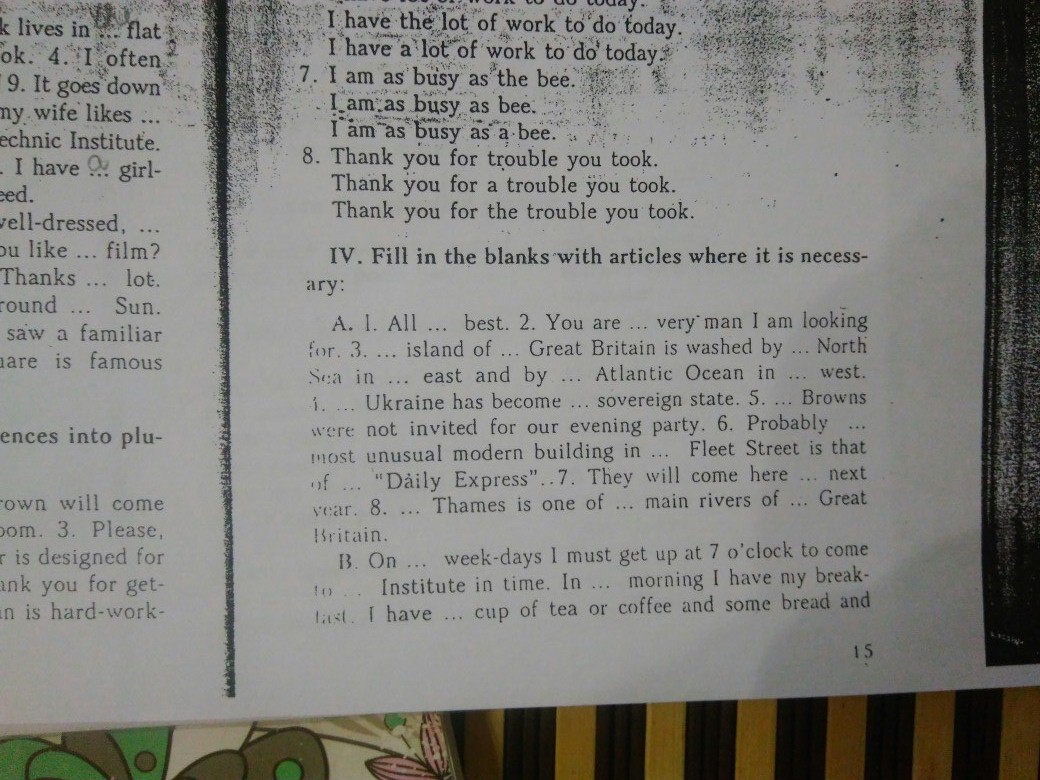 k lives in ... flat
ok. 4. I often
9. It goes down
my wife likes ...
echnic Institute.
. I have a ... girl-
eed.
well-dressed, ...
ou like ... film?
Thanks ... lot.
round ... Sun.
saw a familiar
uare is famous
ences into plu-
rown will come
oom. 3. Please,
r is designed for
ank you for get-
an is hard-work-
work to do today.
I have the lot of work to do today.
I have a lot of work to do today.
7. I am as busy as the bee.
I am as busy as bee.
I am as busy as a bee.
8. Thank you for trouble you took.
Thank you for a trouble you took.
Thank you for the trouble you took.
IV. Fill in the blanks with articles where it is necess-
ary:
A. 1. All ... best. 2. You are ... very man I am looking
for. 3. ... island of ... Great Britain is washed by ... North
Sea in ... east and by ... Atlantic Ocean in ... west.
4. ... Ukraine has become ... sovereign state. 5. ... Browns
were not invited for our evening party. 6. Probably ...
most unusual modern building in ... Fleet Street is that
of ... “Daily Express”. 7. They will come here ... next
year. 8. ... Thames is one of ... main rivers of ... Great
Britain.
B. On ... week-days I must get up at 7 o'clock to come
to ... Institute in time. In ... morning I have my break-
fast. I have ... cup of tea or coffee and some bread and
15